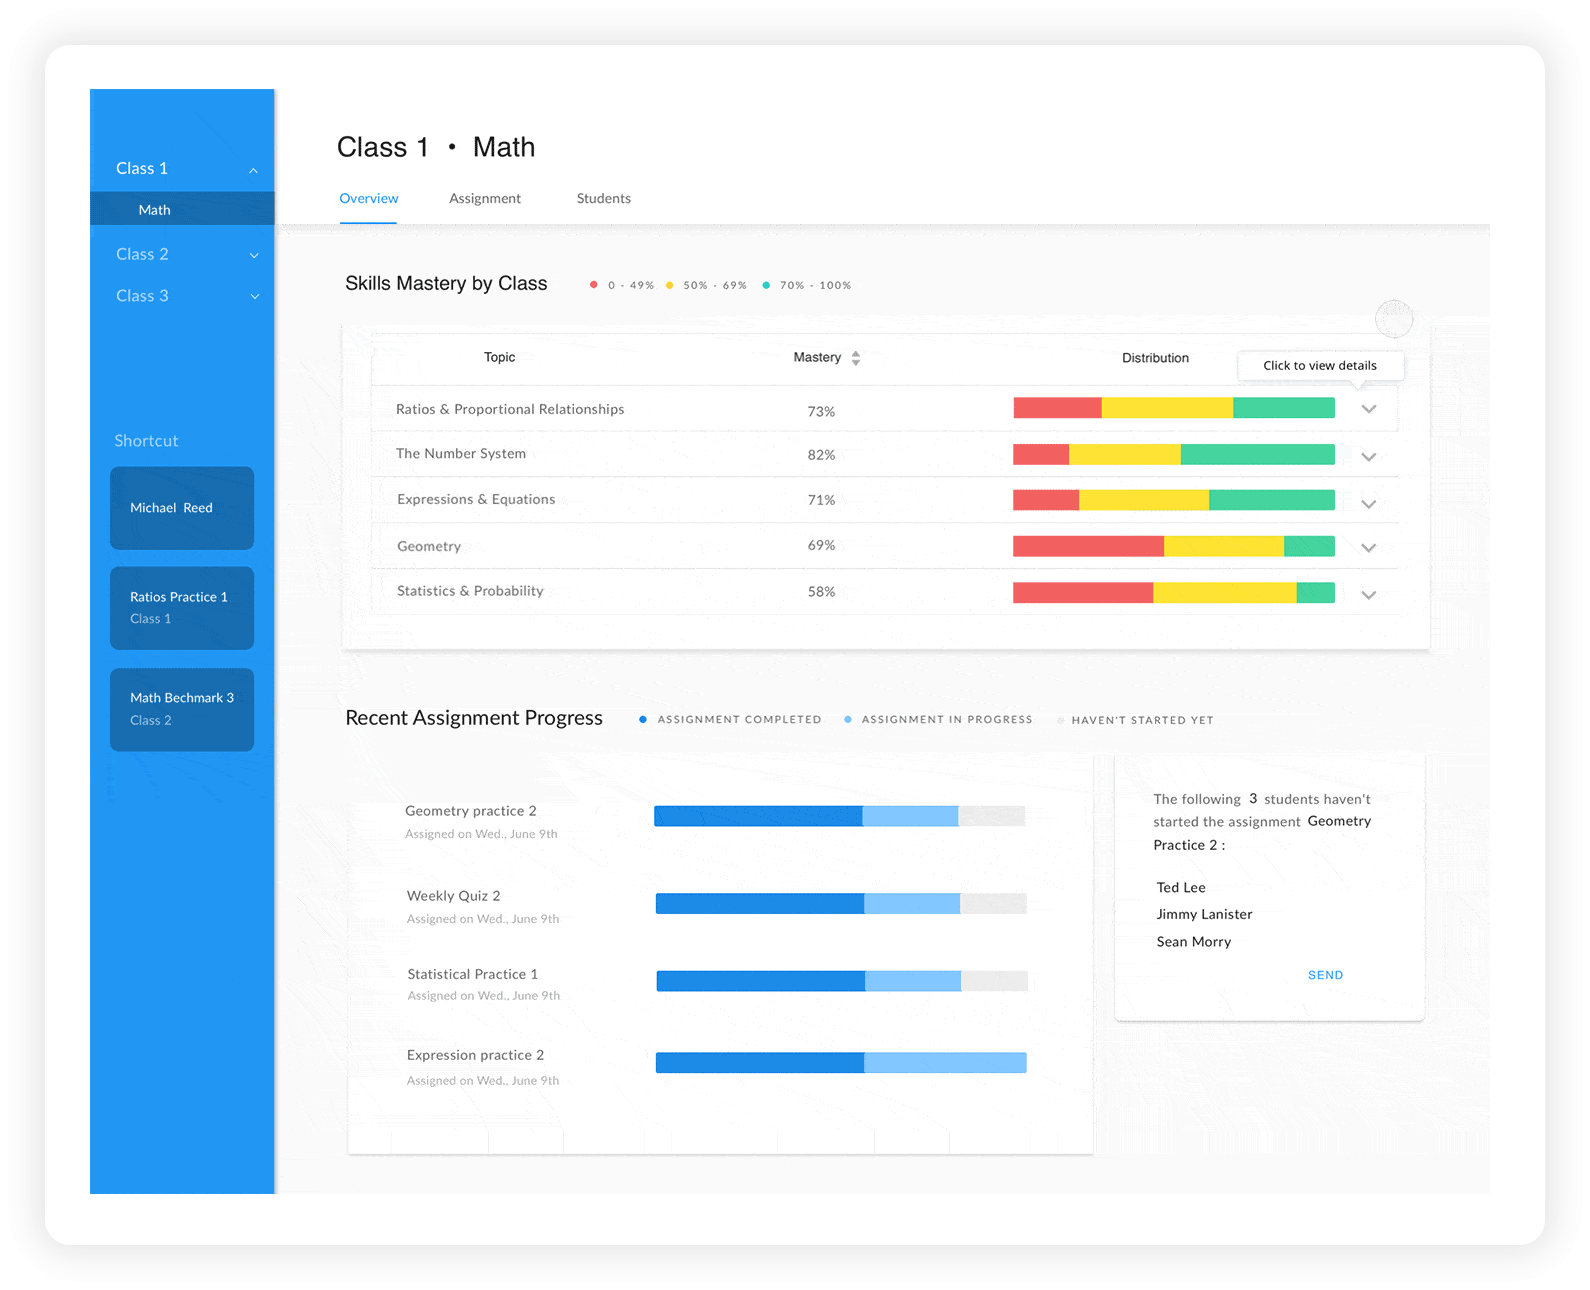 Class 1
Math
Class 2
Class 3
Shortcut
Michael Reed
Ratios Practice 1
Class 1
Math Bechmark 3
Class 2
Class 1 • Math
Overview Assignment Students
Skills Mastery by Class 0 - 49% 50% - 69% 70% - 100%
Topic Mastery Distribution
Click to view details
Ratios & Proportional Relationships 73%
The Number System 82%
Expressions & Equations 71%
Geometry 69%
Statistics & Probability 58%
Recent Assignment Progress ASSIGNMENT COMPLETED ASSIGNMENT IN PROGRESS HAVEN'T STARTED YET
Geometry practice 2
Assigned on Wed., June 9th
Weekly Quiz 2
Assigned on Wed., June 9th
Statistical Practice 1
Assigned on Wed., June 9th
Expression practice 2
Assigned on Wed., June 9th
The following 3 students haven't
started the assignment Geometry
Practice 2 :
Ted Lee
Jimmy Lanister
Sean Morry
SEND